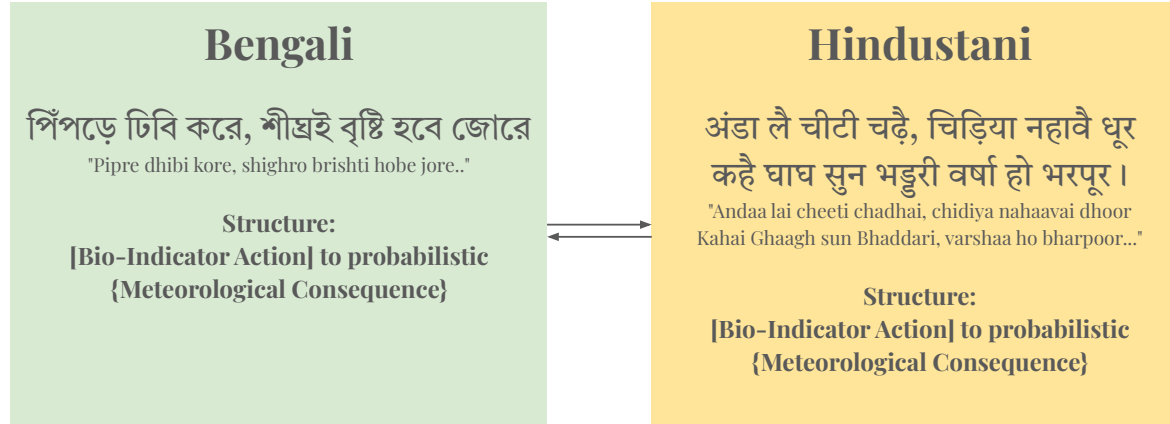 Bengali
পিঁপড়ে ঢিবি করে, শীঘ্রই বৃষ্টি হবে জোরে
"Pipre dhibi kore, shighro brishti hobe jore.."
Structure:
[Bio-Indicator Action] to probabilistic
{Meteorological Consequence}
Hindustani
अंडा लै चीटी चढ़ै, चिड़िया नहावै धूर
कहै घाघ सुन भड्डरी वर्षा हो भरपूर।
"Andaa lai cheeti chadhai, chidiya nahaavai dhoor
Kahai Ghaagh sun Bhaddari, varshaa ho bharpoor..."
Structure:
[Bio-Indicator Action] to probabilistic
{Meteorological Consequence}